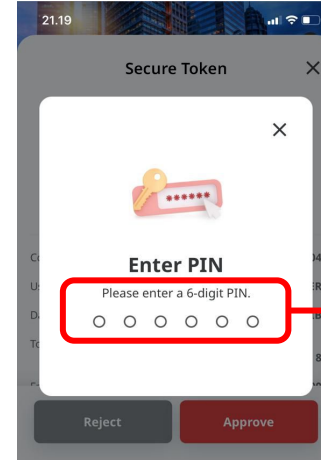 21.19
Secure Token
Enter PIN
Please enter a 6-digit PIN.
Reject
Approve